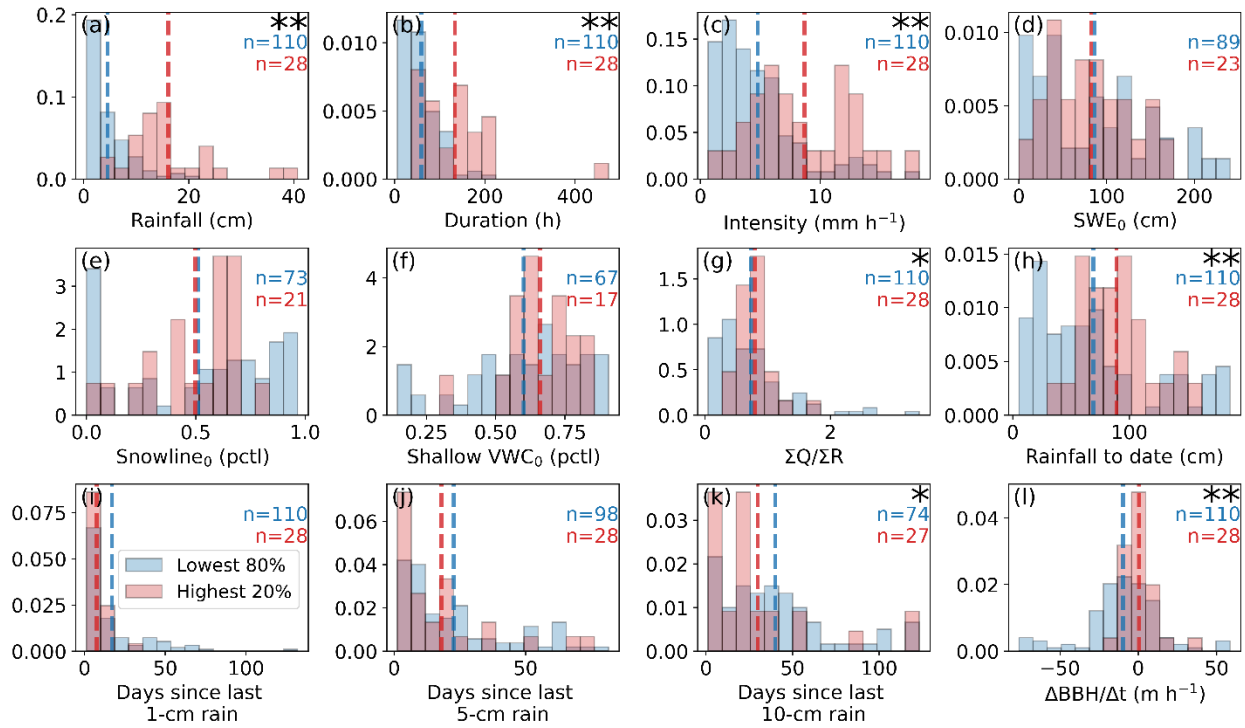 (a)
**
n=110
n=28
0.2
0.1
0.0
0
20
40
Rainfall (cm)
(b)
**
n=110
n=28
0.010
0.005
0.000
0
200
400
Duration (h)
(c)
**
n=110
n=28
0.15
0.10
0.05
0.00
10
Intensity (mm h⁻¹)
(d)
n=89
n=23
0.010
0.005
0.000
0
100
200
SWE₀ (cm)
(e)
n=73
n=21
3
2
1
0
0.0
0.5
1.0
Snowline₀ (pctl)
(f)
n=67
n=17
4
2
0
0.25
0.50
0.75
Shallow VWC₀ (pctl)
(g)
*
n=110
n=28
1.5
1.0
0.5
0.0
0
2
ΣQ/ΣR
(h)
**
n=110
n=28
0.015
0.010
0.005
0.000
0
100
Rainfall to date (cm)
(i)
n=110
n=28
0.075
0.050
0.025
0.000
Lowest 80%
Highest 20%
0
50
100
Days since last
1-cm rain
(j)
n=98
n=28
0.06
0.04
0.02
0.00
0
50
Days since last
5-cm rain
(k)
*
n=74
n=27
0.03
0.02
0.01
0.00
0
50
100
Days since last
10-cm rain
(l)
**
n=110
n=28
0.04
0.02
0.00
−50
0
50
ΔBBH/Δt (m h⁻¹)